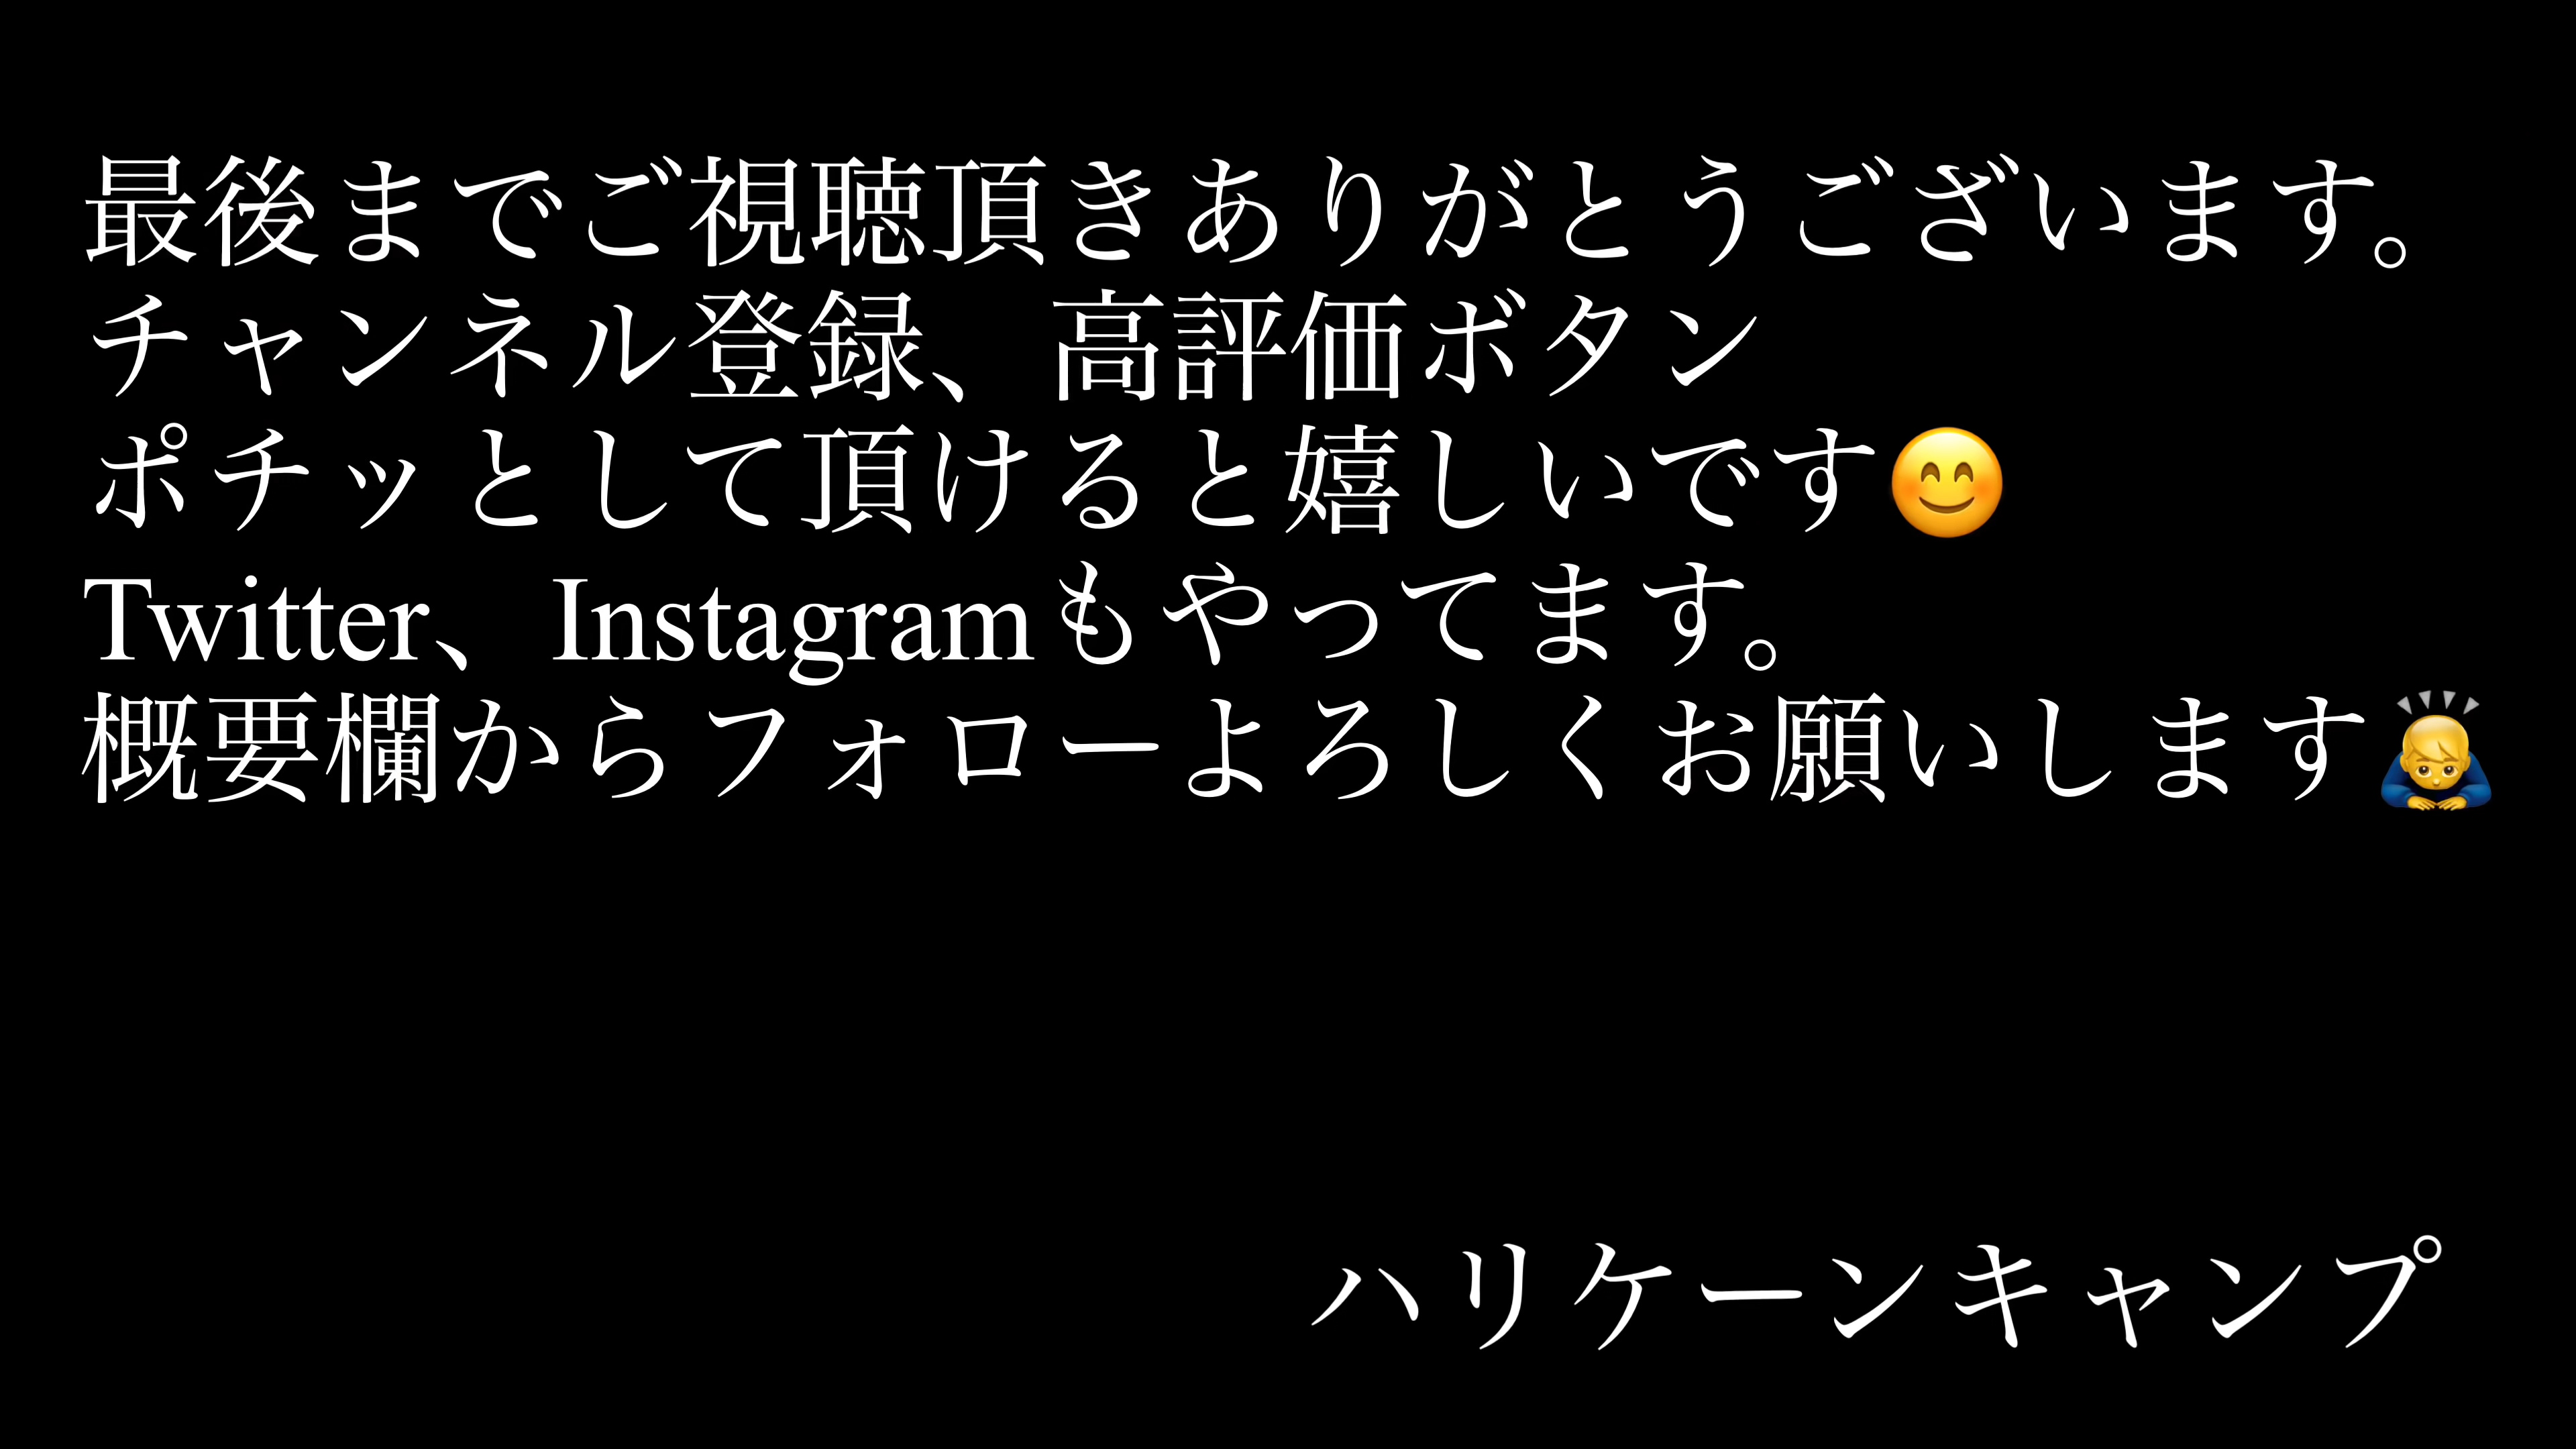 最後までご視聴頂きありがとうございます。
チャンネル登録、高評価ボタン
ポチッとして頂けると嬉しいです😊
Twitter、Instagramもやってます。
概要欄からフォローよろしくお願いします🙇‍♂️
ハリケーンキャンプ